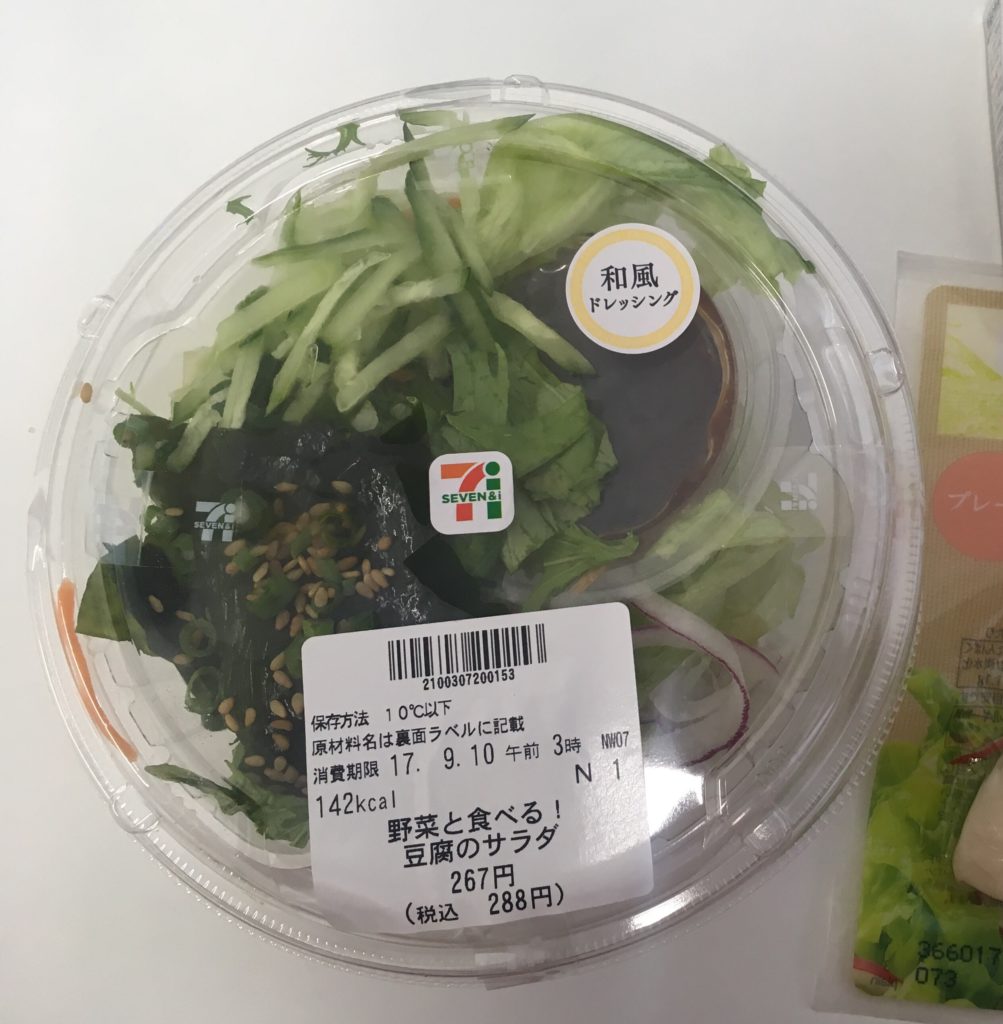 和風
ドレッシング
SEVEN&i
SEVEN&i
2100307200153
保存方法 10℃以下
原材料名は裏面ラベルに記載
消費期限 17. 9.10 午前 3時 NW07
N 1
142kcal
野菜と食べる!
豆腐のサラダ
267円
(税込 288円)
プレー
366017
073